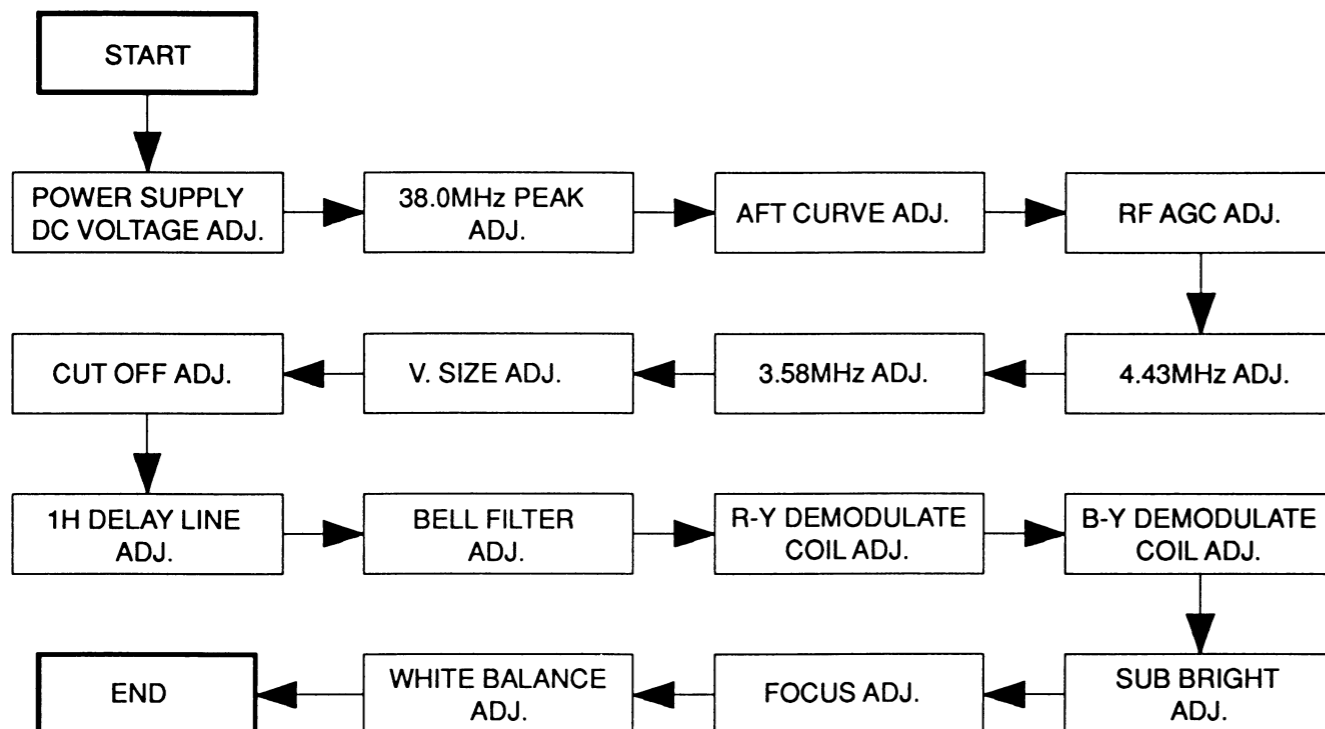 START
POWER SUPPLY
DC VOLTAGE ADJ.
38.0MHz PEAK
ADJ.
AFT CURVE ADJ.
RF AGC ADJ.
4.43MHz ADJ.
3.58MHz ADJ.
V. SIZE ADJ.
CUT OFF ADJ.
1H DELAY LINE
ADJ.
BELL FILTER
ADJ.
R-Y DEMODULATE
COIL ADJ.
B-Y DEMODULATE
COIL ADJ.
SUB BRIGHT
ADJ.
FOCUS ADJ.
WHITE BALANCE
ADJ.
END